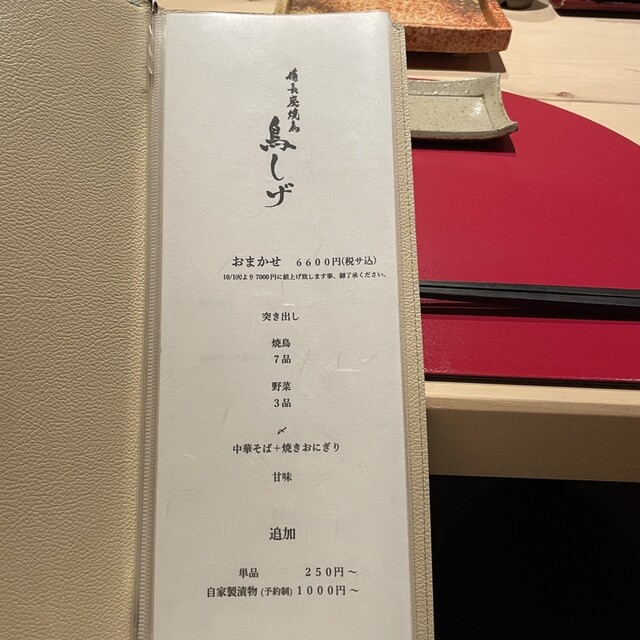 備長炭焼鳥
鳥しげ
おまかせ 6600円(税サ込)
10/1(火)より7000円に値上げ致します事、御了承ください。
突き出し
焼鳥
7品
野菜
3品
〆
中華そば+焼きおにぎり
甘味
追加
単品 250円~
自家製漬物(予約制)1000円~